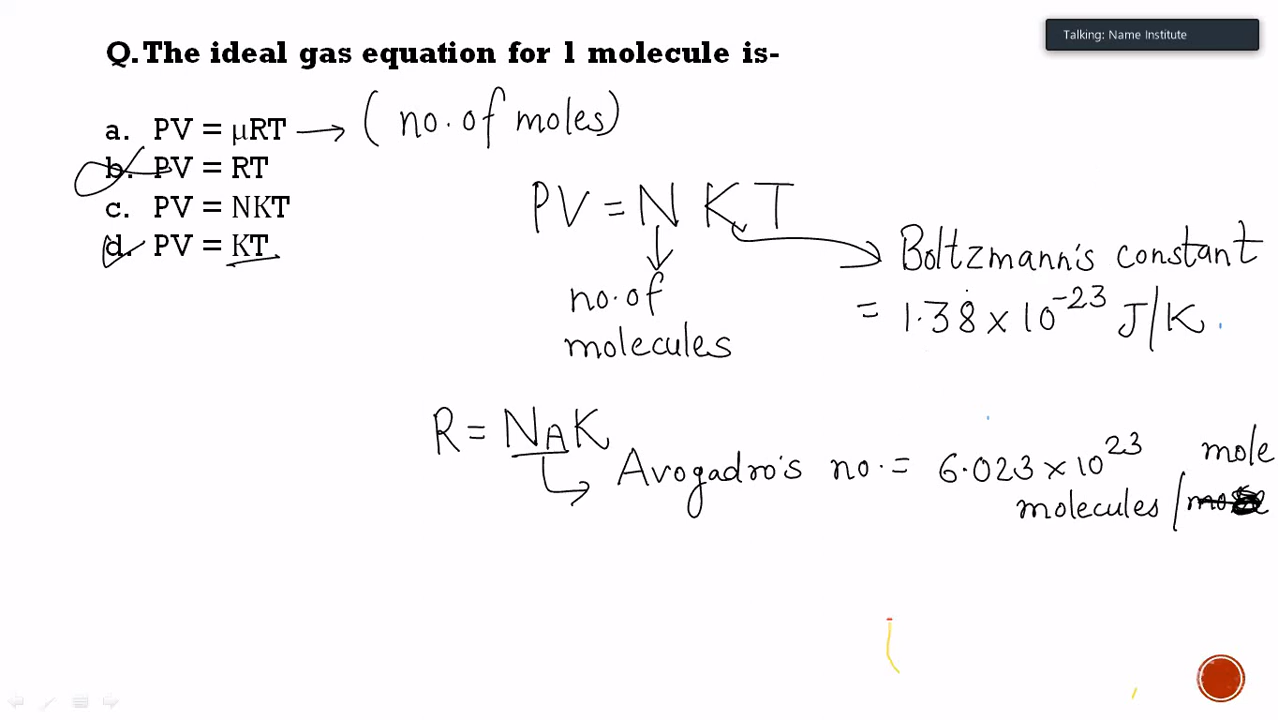 Talking: Name Institute
Q. The ideal gas equation for 1 molecule is-
a. PV = μRT → (no. of moles)
b. PV = RT
c. PV = NKT
d. PV = KT
PV = N K T
Boltzmann's constant
= 1.38 × 10⁻²³ J/K.
no. of
molecules
R = N_A K
Avogadro's no. = 6.023 × 10²³
mole
molecules /